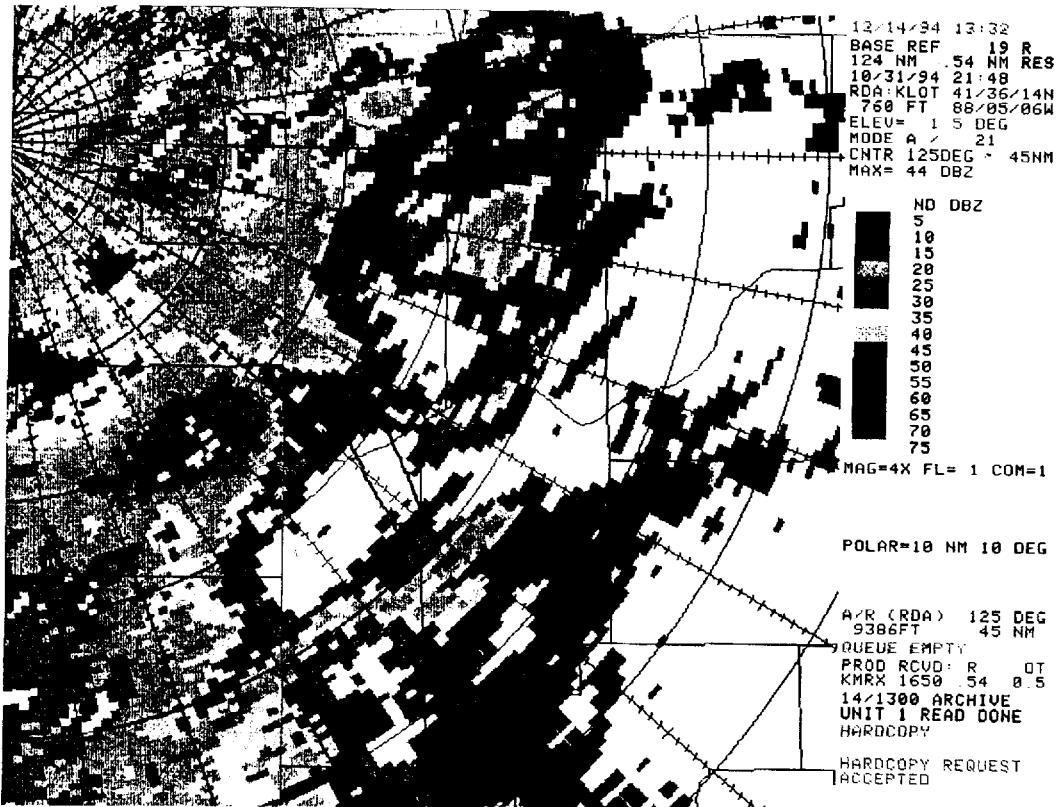 12/14/94 13:32
BASE REF 19 R
124 NM .54 NM RES
10/31/94 21:48
RDA:KLOT 41/36/14N
760 FT 88/05/06W
ELEV= 1 5 DEG
MODE A / 21
CNTR 125DEG 45NM
MAX= 44 DBZ
ND DBZ
5
10
15
20
25
30
35
40
45
50
55
60
65
70
75
MAG=4X FL= 1 COM=1
POLAR=10 NM 10 DEG
A/R (RDA) 125 DEG
9386FT 45 NM
QUEUE EMPTY
PROD RCVD: R OT
KMRX 1650 .54 0.5
14/1300 ARCHIVE
UNIT 1 READ DONE
HARDCOPY
HARDCOPY REQUEST
ACCEPTED